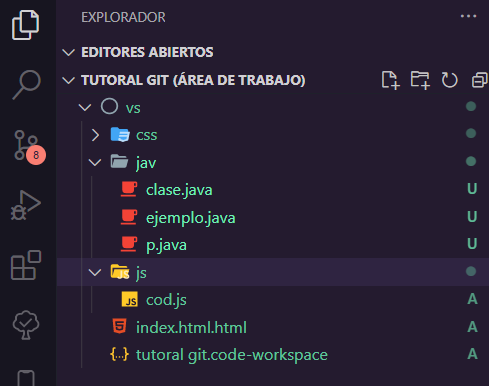 EXPLORADOR
EDITORES ABIERTOS
TUTORAL GIT (ÁREA DE TRABAJO)
vs
css
8
jav
clase.java U
ejemplo.java U
p.java U
js
JS cod.js A
index.html.html A
tutoral git.code-workspace A